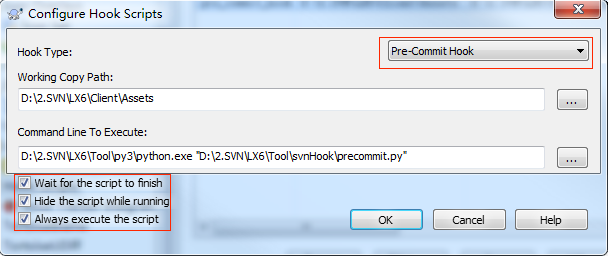 Configure Hook Scripts
Hook Type:
Pre-Commit Hook
Working Copy Path:
D:\2.SVN\LX6\Client\Assets
...
Command Line To Execute:
D:\2.SVN\LX6\Tool\py3\python.exe "D:\2.SVN\LX6\Tool\svnHook\precommit.py"
...
Wait for the script to finish
Hide the script while running
Always execute the script
OK
Cancel
Help